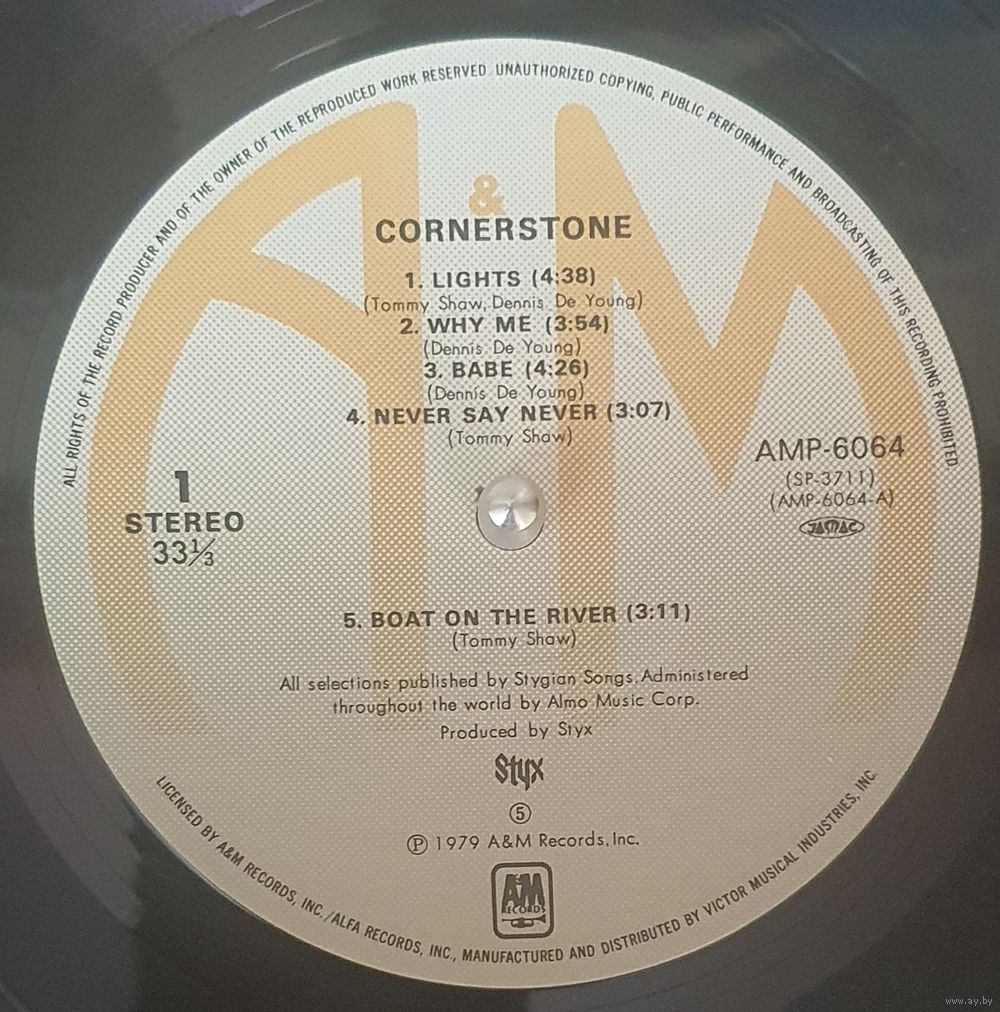 ALL RIGHTS OF THE RECORD PRODUCER AND OF THE OWNER OF THE REPRODUCED WORK RESERVED. UNAUTHORIZED COPYING, PUBLIC PERFORMANCE AND BROADCASTING OF THIS RECORDING PROHIBITED.
A&M
CORNERSTONE
1. LIGHTS (4:38)
(Tommy Shaw, Dennis De Young)
2. WHY ME (3:54)
(Dennis De Young)
3. BABE (4:26)
(Dennis De Young)
4. NEVER SAY NEVER (3:07)
(Tommy Shaw)
1
STEREO
33⅓
AMP-6064
(SP-3711)
(AMP-6064-A)
JASRAC
5. BOAT ON THE RIVER (3:11)
(Tommy Shaw)
All selections published by Stygian Songs, Administered
throughout the world by Almo Music Corp.
Produced by Styx
Styx
⑤
Ⓟ 1979 A&M Records, Inc.
A&M
RECORDS
LICENSED BY A&M RECORDS, INC./ALFA RECORDS, INC., MANUFACTURED AND DISTRIBUTED BY VICTOR MUSICAL INDUSTRIES, INC.
www.ay.by